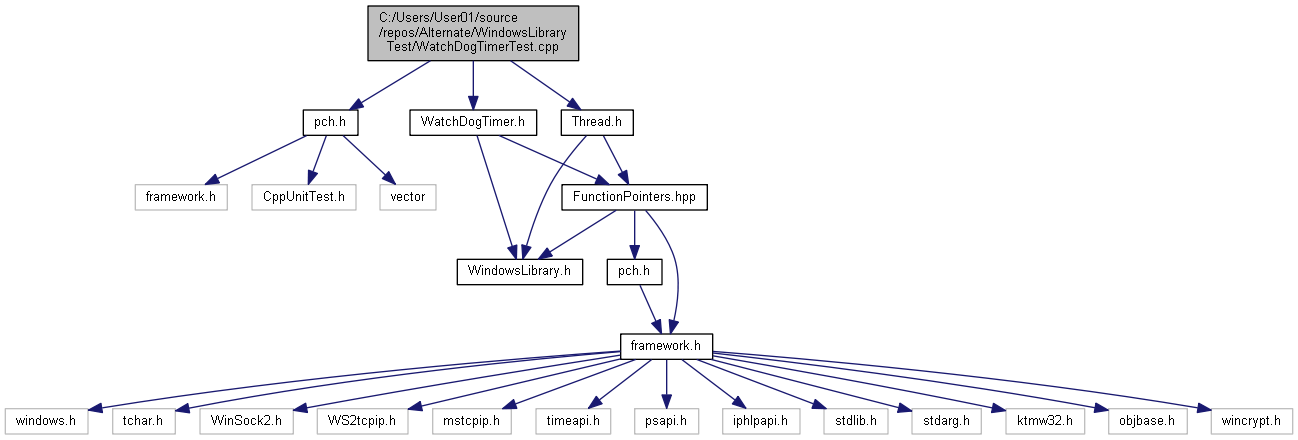 C:/Users/User01/source
/repos/Alternate/WindowsLibrary
Test/WatchDogTimerTest.cpp
pch.h
WatchDogTimer.h
Thread.h
framework.h
CppUnitTest.h
vector
FunctionPointers.hpp
WindowsLibrary.h
pch.h
framework.h
windows.h
tchar.h
WinSock2.h
WS2tcpip.h
mstcpip.h
timeapi.h
psapi.h
iphlpapi.h
stdlib.h
stdarg.h
ktmw32.h
objbase.h
wincrypt.h